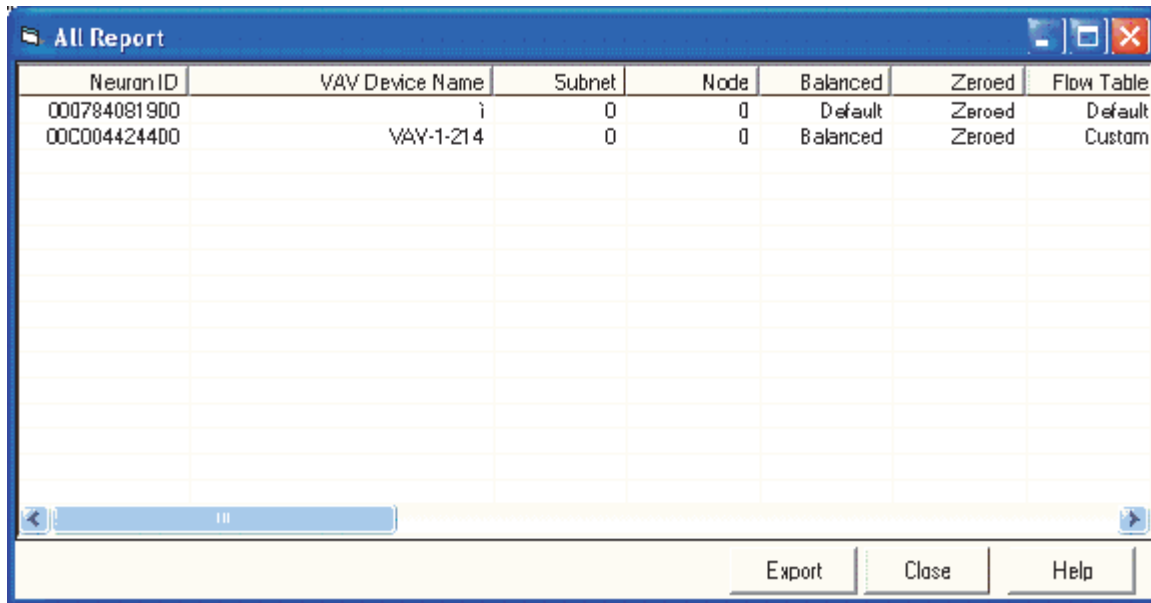 All Report
Neuron ID VAV Device Name Subnet Node Balanced Zeroed Flow Table
000784081900 0 0 Default Zeroed Default
00C004424400 VAV-1-214 0 0 Balanced Zeroed Custom
Export Close Help